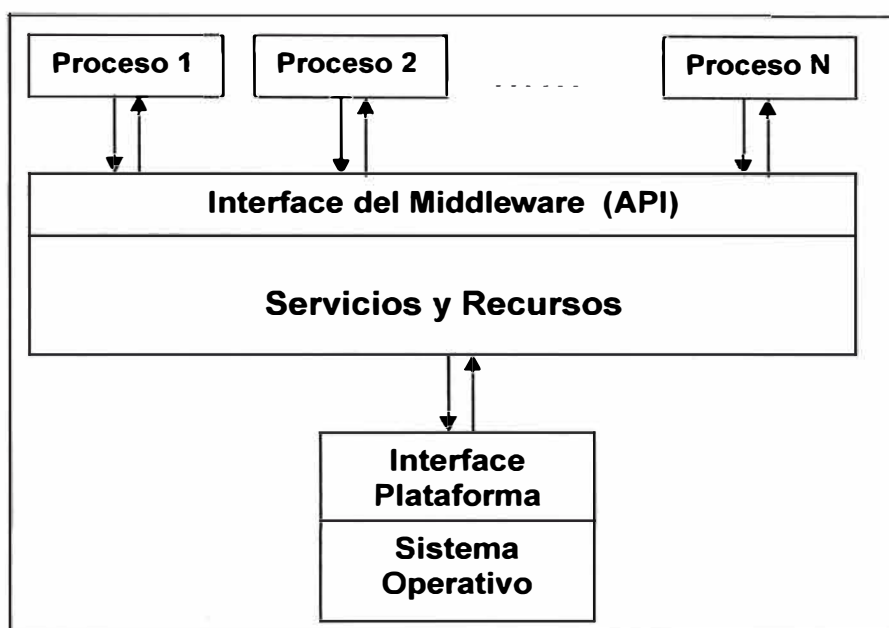 Proceso 1
Proceso 2
......
Proceso N
Interface del Middleware (API)
Servicios y Recursos
Interface
Plataforma
Sistema
Operativo